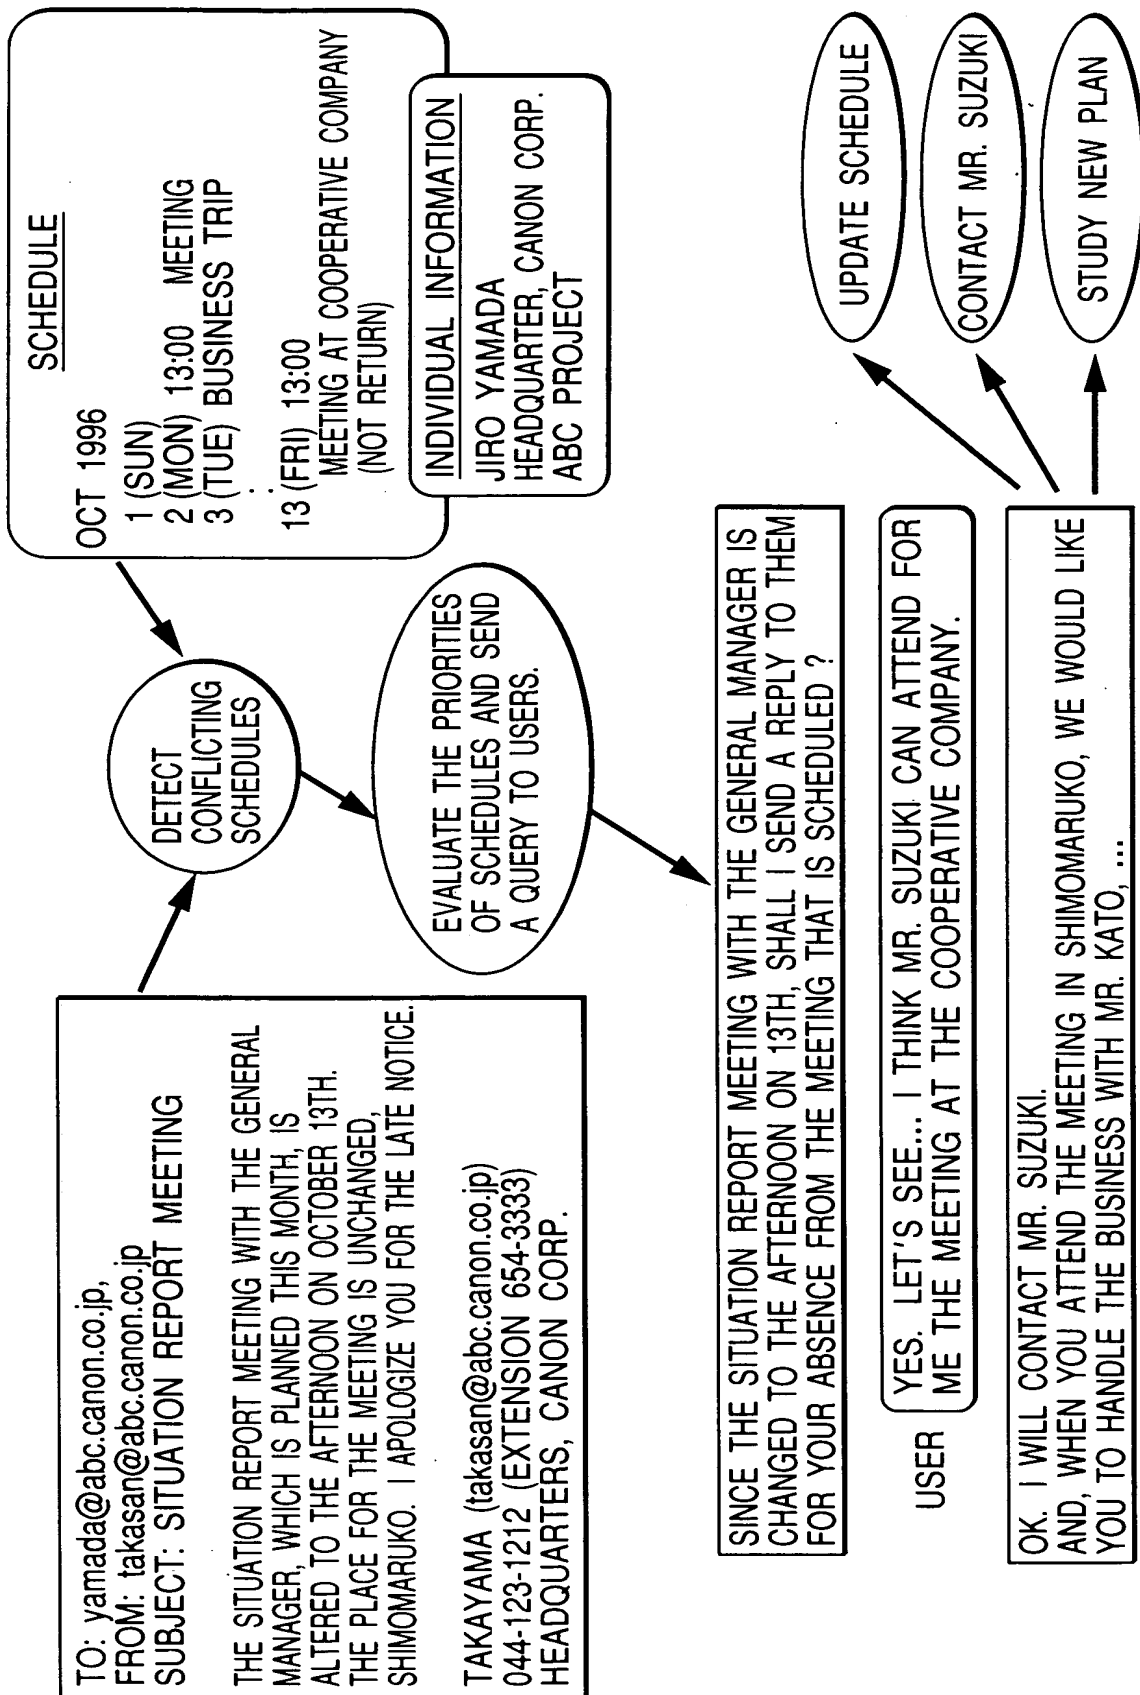 TO: yamada@abc.canon.co.jp,
FROM: takasan@abc.canon.co.jp
SUBJECT: SITUATION REPORT MEETING
THE SITUATION REPORT MEETING WITH THE GENERAL
MANAGER, WHICH IS PLANNED THIS MONTH, IS
ALTERED TO THE AFTERNOON ON OCTOBER 13TH.
THE PLACE FOR THE MEETING IS UNCHANGED,
SHIMOMARUKO. I APOLOGIZE YOU FOR THE LATE NOTICE.
TAKAYAMA (takasan@abc.canon.co.jp)
044-123-1212 (EXTENSION 654-3333)
HEADQUARTERS, CANON CORP.
DETECT
CONFLICTING
SCHEDULES
SCHEDULE
OCT 1996
1 (SUN)
2 (MON) 13:00 MEETING
3 (TUE) BUSINESS TRIP
:
13 (FRI) 13:00
MEETING AT COOPERATIVE COMPANY
(NOT RETURN)
INDIVIDUAL INFORMATION
JIRO YAMADA
HEADQUARTER, CANON CORP.
ABC PROJECT
EVALUATE THE PRIORITIES
OF SCHEDULES AND SEND
A QUERY TO USERS.
SINCE THE SITUATION REPORT MEETING WITH THE GENERAL MANAGER IS
CHANGED TO THE AFTERNOON ON 13TH, SHALL I SEND A REPLY TO THEM
FOR YOUR ABSENCE FROM THE MEETING THAT IS SCHEDULED ?
USER
YES. LET'S SEE... I THINK MR. SUZUKI CAN ATTEND FOR
ME THE MEETING AT THE COOPERATIVE COMPANY.
OK. I WILL CONTACT MR. SUZUKI.
AND, WHEN YOU ATTEND THE MEETING IN SHIMOMARUKO, WE WOULD LIKE
YOU TO HANDLE THE BUSINESS WITH MR. KATO, ...
UPDATE SCHEDULE
CONTACT MR. SUZUKI
STUDY NEW PLAN